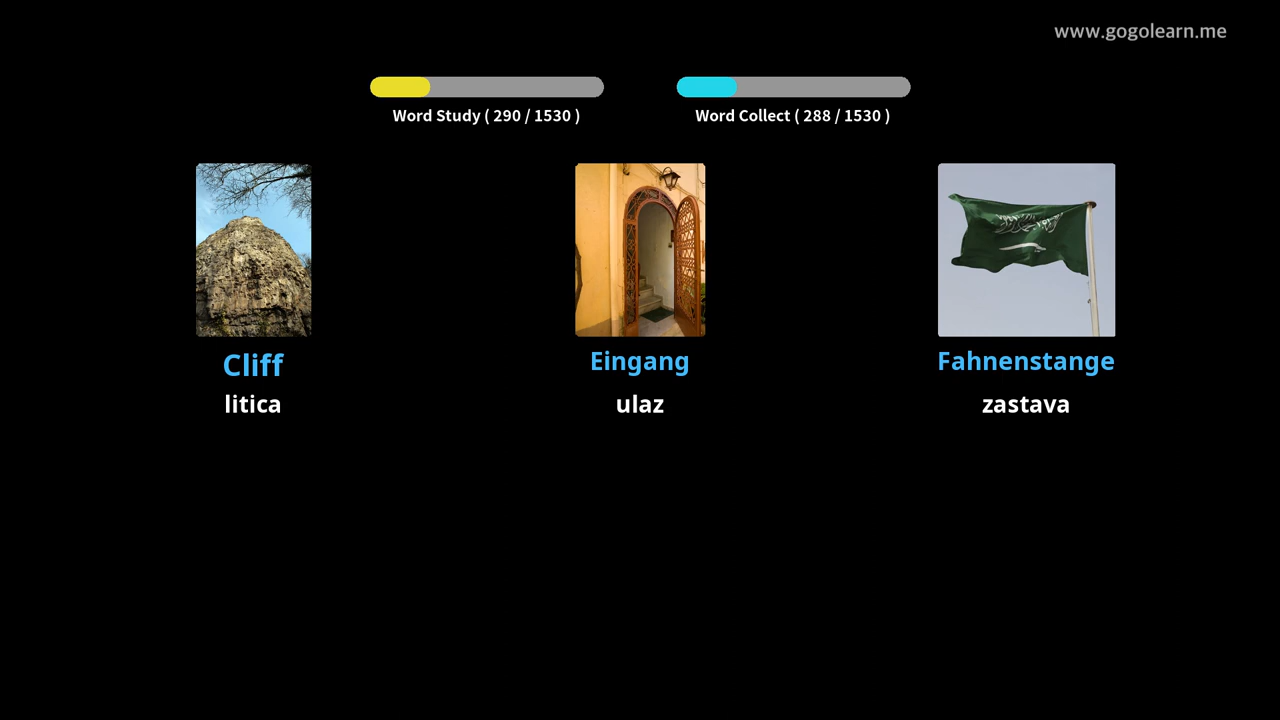 www.gogolearn.me
Word Study ( 290 / 1530 )
Word Collect ( 288 / 1530 )
Cliff
litica
Eingang
ulaz
Fahnenstange
zastava